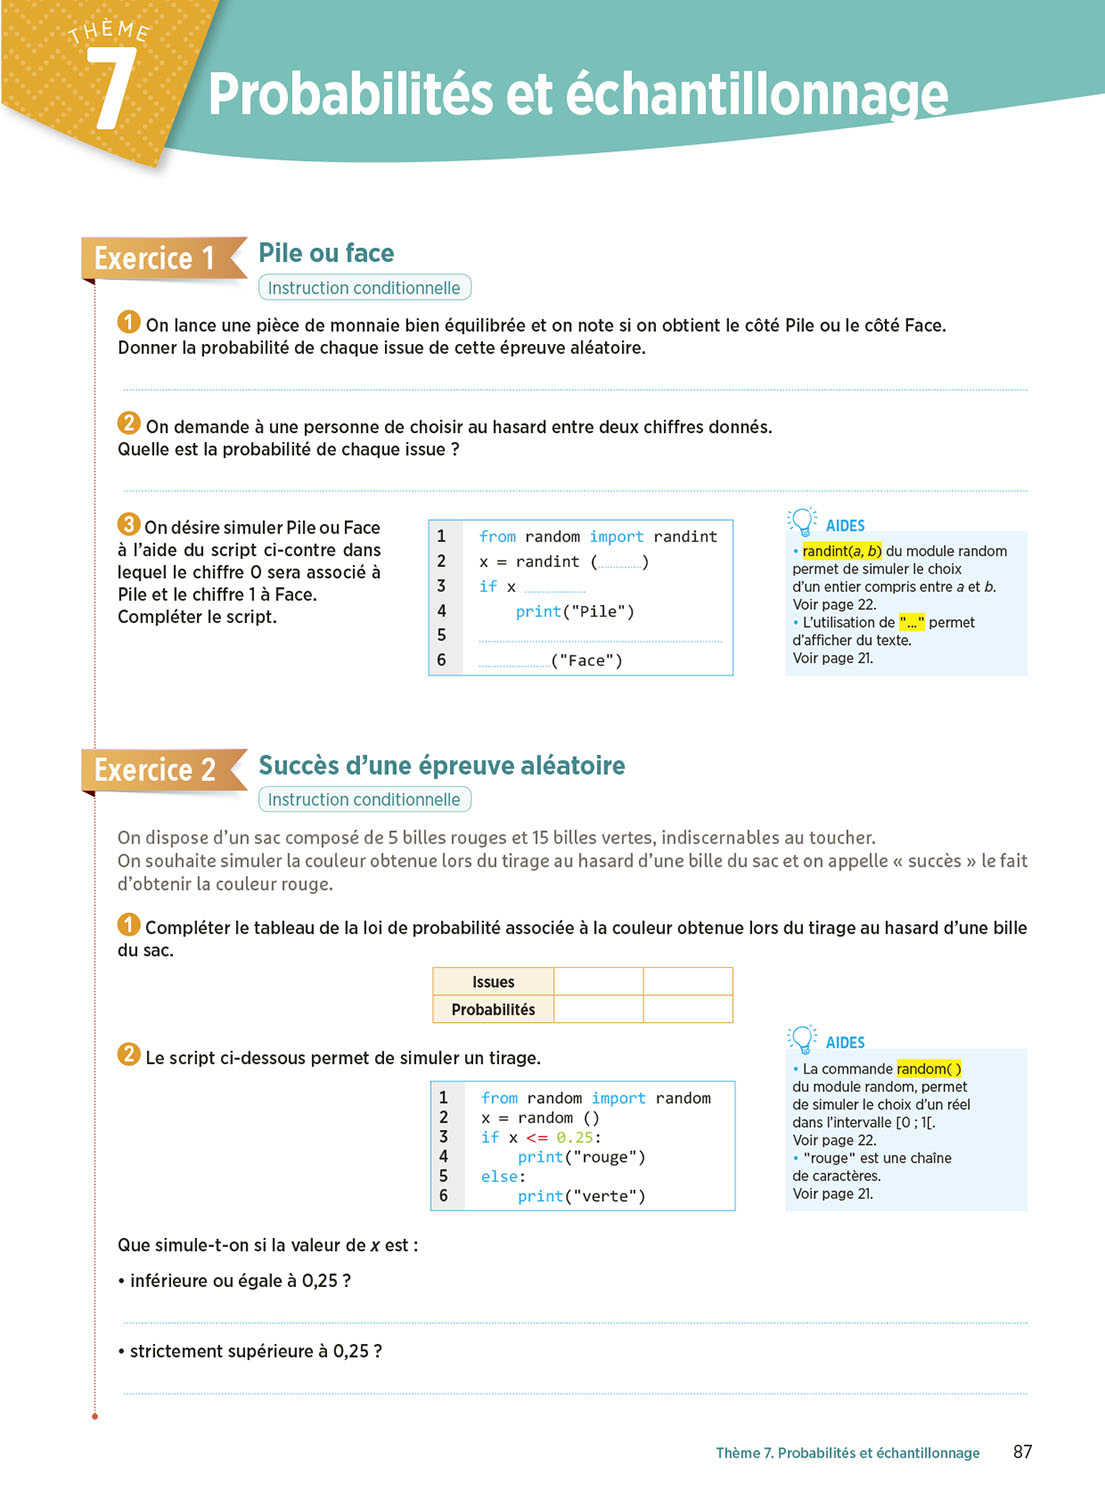 THÈME
7
Probabilités et échantillonnage
Exercice 1
Pile ou face
Instruction conditionnelle
1 On lance une pièce de monnaie bien équilibrée et on note si on obtient le côté Pile ou le côté Face.
Donner la probabilité de chaque issue de cette épreuve aléatoire.
2 On demande à une personne de choisir au hasard entre deux chiffres donnés.
Quelle est la probabilité de chaque issue ?
3 On désire simuler Pile ou Face
à l'aide du script ci-contre dans
lequel le chiffre 0 sera associé à
Pile et le chiffre 1 à Face.
Compléter le script.
1 from random import randint
2 x = randint (..............)
3 if x ....................
4 print("Pile")
5 ................................................................................
6 ........................("Face")
AIDES
• randint(a, b) du module random
permet de simuler le choix
d'un entier compris entre a et b.
Voir page 22.
• L'utilisation de "..." permet
d'afficher du texte.
Voir page 21.
Exercice 2
Succès d'une épreuve aléatoire
Instruction conditionnelle
On dispose d'un sac composé de 5 billes rouges et 15 billes vertes, indiscernables au toucher.
On souhaite simuler la couleur obtenue lors du tirage au hasard d'une bille du sac et on appelle « succès » le fait
d'obtenir la couleur rouge.
1 Compléter le tableau de la loi de probabilité associée à la couleur obtenue lors du tirage au hasard d'une bille
du sac.
Issues
Probabilités
2 Le script ci-dessous permet de simuler un tirage.
1 from random import random
2 x = random ()
3 if x <= 0.25:
4 print("rouge")
5 else:
6 print("verte")
AIDES
• La commande random( )
du module random, permet
de simuler le choix d'un réel
dans l'intervalle [0 ; 1[.
Voir page 22.
• "rouge" est une chaîne
de caractères.
Voir page 21.
Que simule-t-on si la valeur de x est :
• inférieure ou égale à 0,25 ?
• strictement supérieure à 0,25 ?
Thème 7. Probabilités et échantillonnage 87